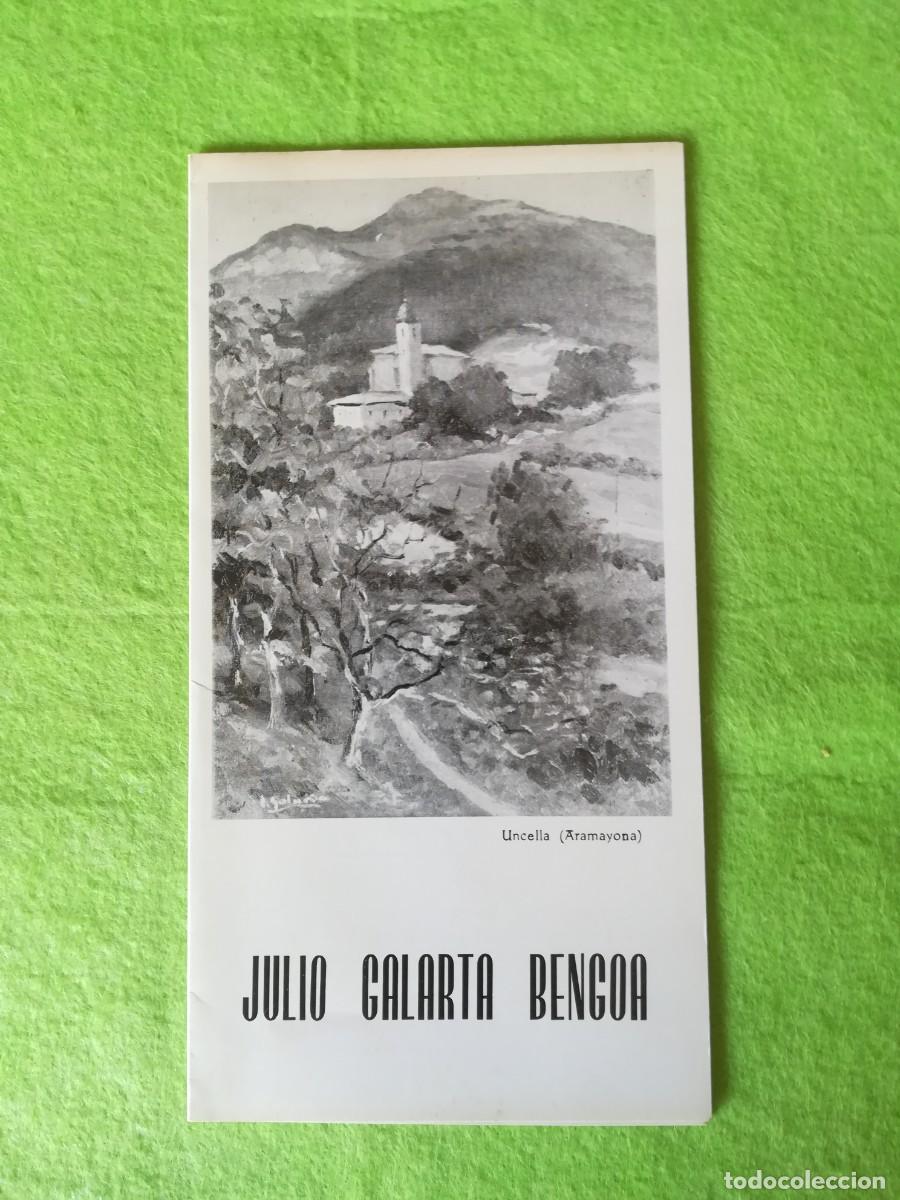 Uncella (Aramayona)
JULIO GALARTA BENGOA
todocoleccion